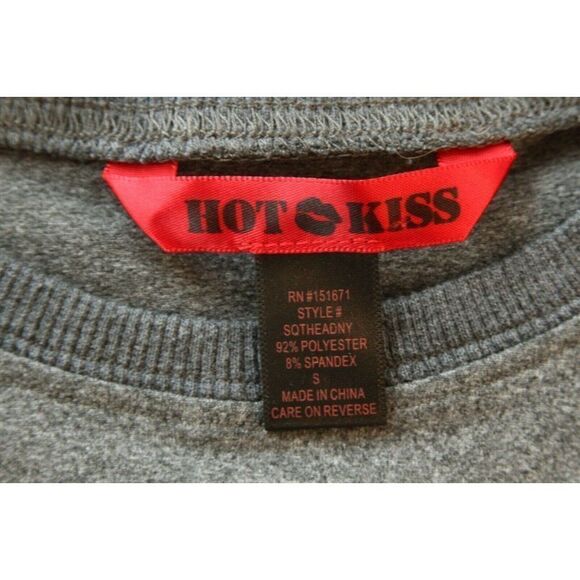 HOT KISS
RN #151671
STYLE #
SQTHEADNY
92% POLYESTER
8% SPANDEX
S
MADE IN CHINA
CARE ON REVERSE